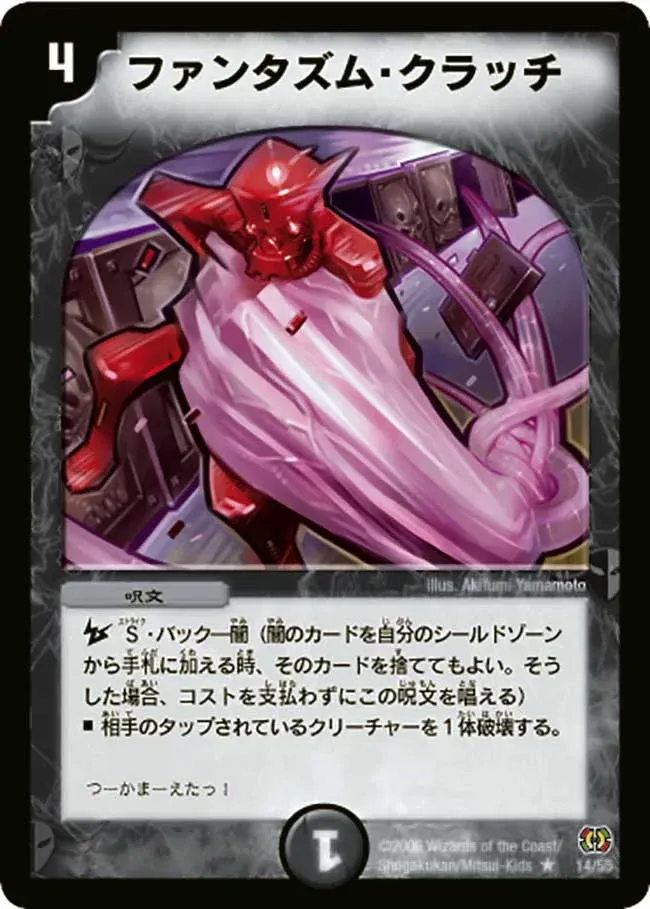 4
ファンタズム・クラッチ
illus. Akifumi Yamamoto
呪文
S・バック―闇（闇のカードを自分のシールドゾーン
から手札に加える時、そのカードを捨ててもよい。そう
した場合、コストを支払わずにこの呪文を唱える）
■ 相手のタップされているクリーチャーを１体破壊する。
つーかまーえたっ！
1
©2006 Wizards of the Coast/
Shogakukan/Mitsui-Kids ★ 14/55